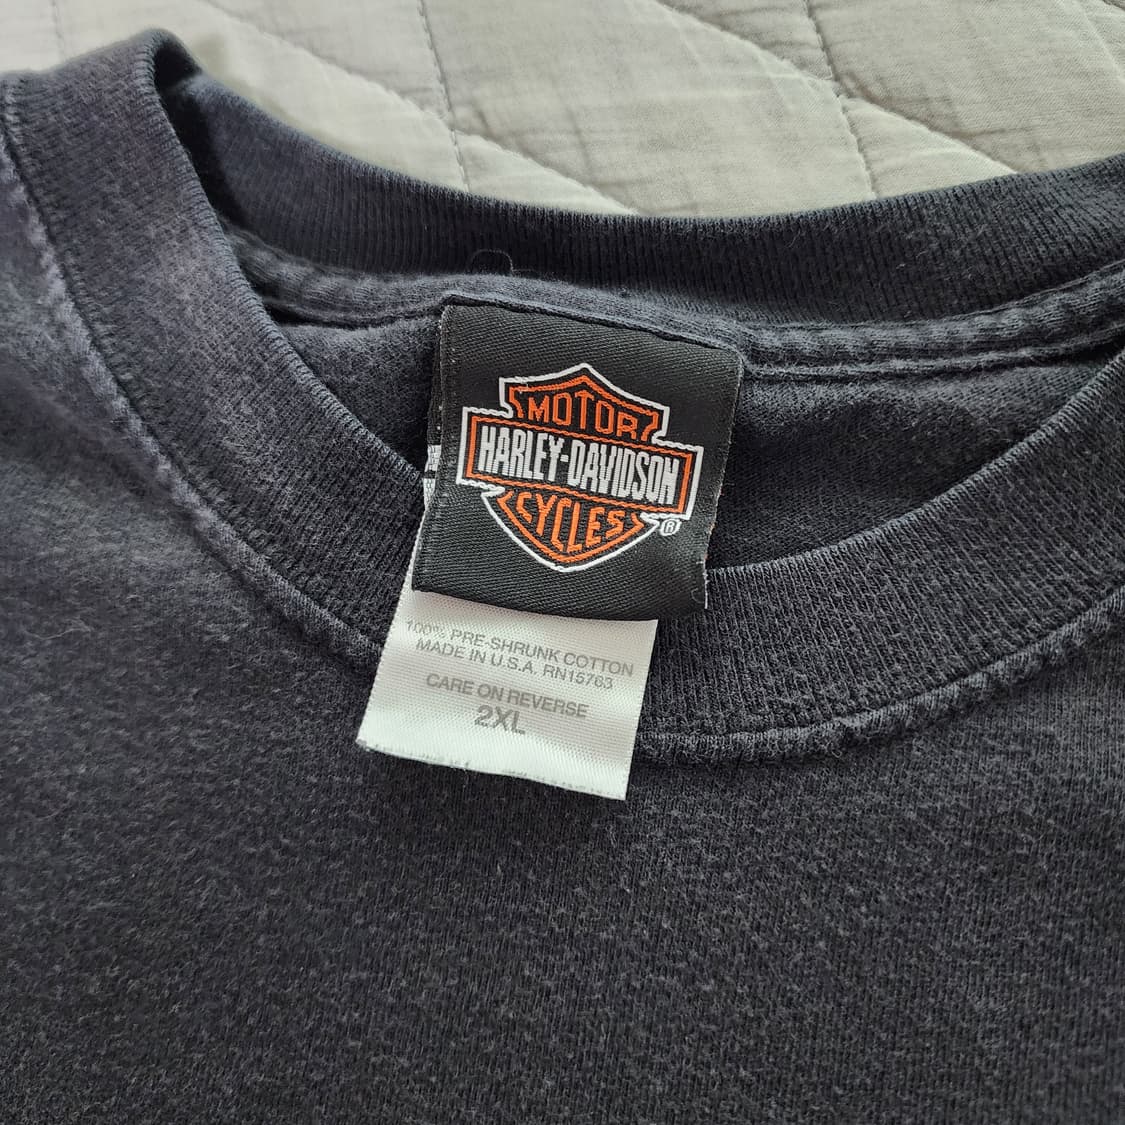 MOTOR
HARLEY-DAVIDSON
CYCLES
®
100% PRE-SHRUNK COTTON
MADE IN U.S.A. RN15763
CARE ON REVERSE
2XL